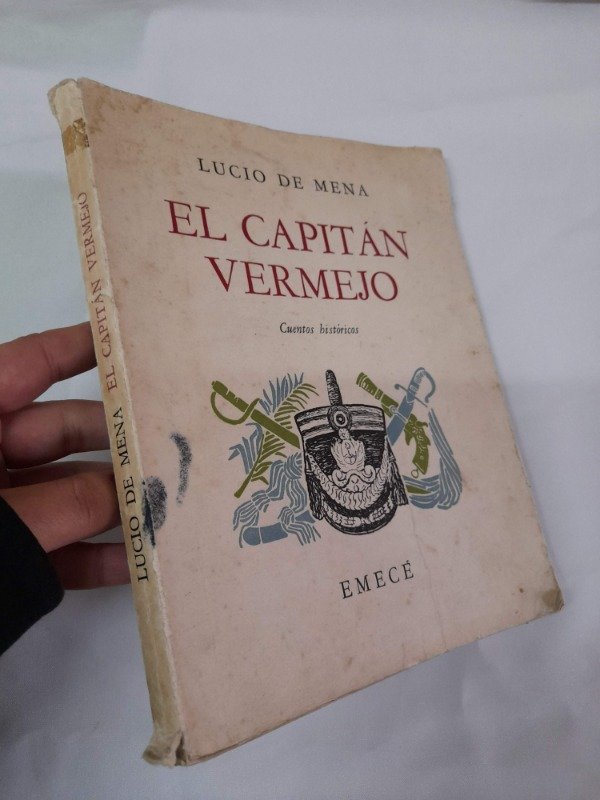 LUCIO DE MENA
EL CAPITÁN
VERMEJO
Cuentos históricos
EMECÉ
LUCIO DE MENA EL CAPITÁN VERMEJO